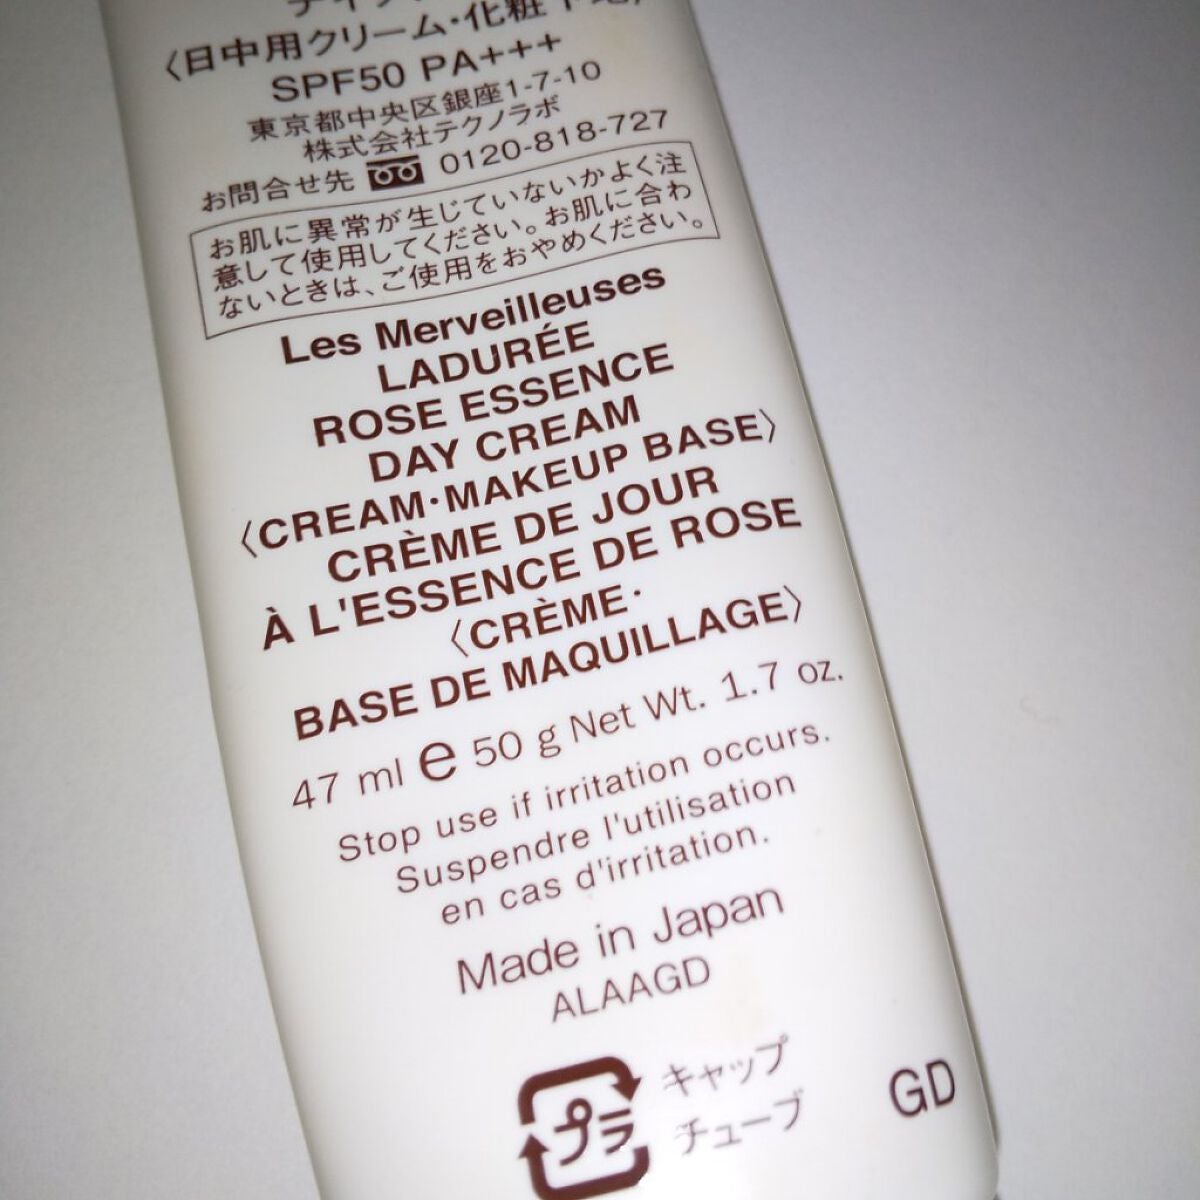 〈日中用クリーム・化粧下地〉
SPF50 PA+++
東京都中央区銀座1-7-10
株式会社テクノラボ
お問合せ先 0120-818-727
お肌に異常が生じていないかよく注
意して使用してください。お肌に合わ
ないときは、ご使用をおやめください。
Les Merveilleuses
LADURÉE
ROSE ESSENCE
DAY CREAM
〈CREAM·MAKEUP BASE〉
CRÈME DE JOUR
À L'ESSENCE DE ROSE
〈CRÈME·
BASE DE MAQUILLAGE〉
47 ml e 50 g Net Wt. 1.7 oz.
Stop use if irritation occurs.
Suspendre l'utilisation
en cas d'irritation.
Made in Japan
ALAAGD
プラ キャップ
チューブ
GD